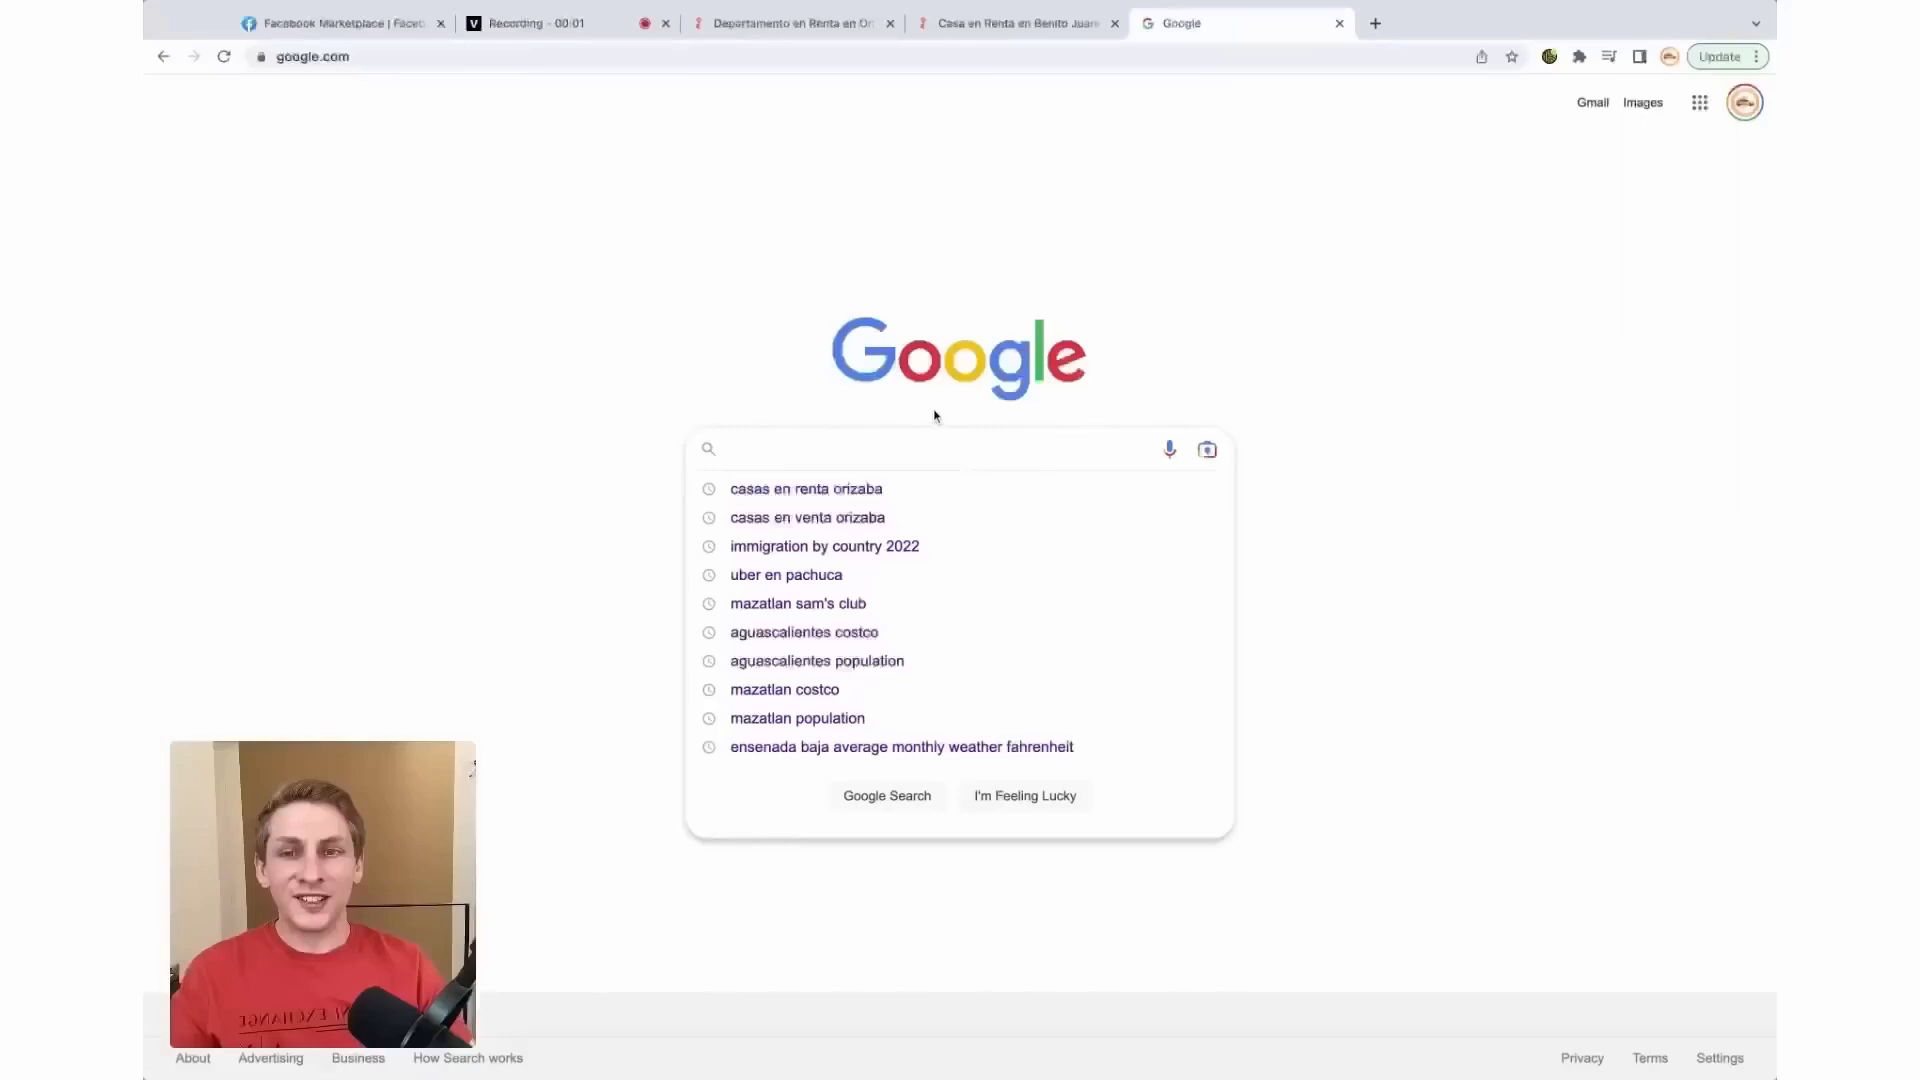 Facebook Marketplace | Faceb
Recording - 00:01
Departamento en Renta en Ori
Casa en Renta en Benito Juare
Google
google.com
Update
Gmail
Images
Google
casas en renta orizaba
casas en venta orizaba
immigration by country 2022
uber en pachuca
mazatlan sam's club
aguascalientes costco
aguascalientes population
mazatlan costco
mazatlan population
ensenada baja average monthly weather fahrenheit
Google Search
I'm Feeling Lucky
EXCHANGE
About
Advertising
Business
How Search works
Privacy
Terms
Settings